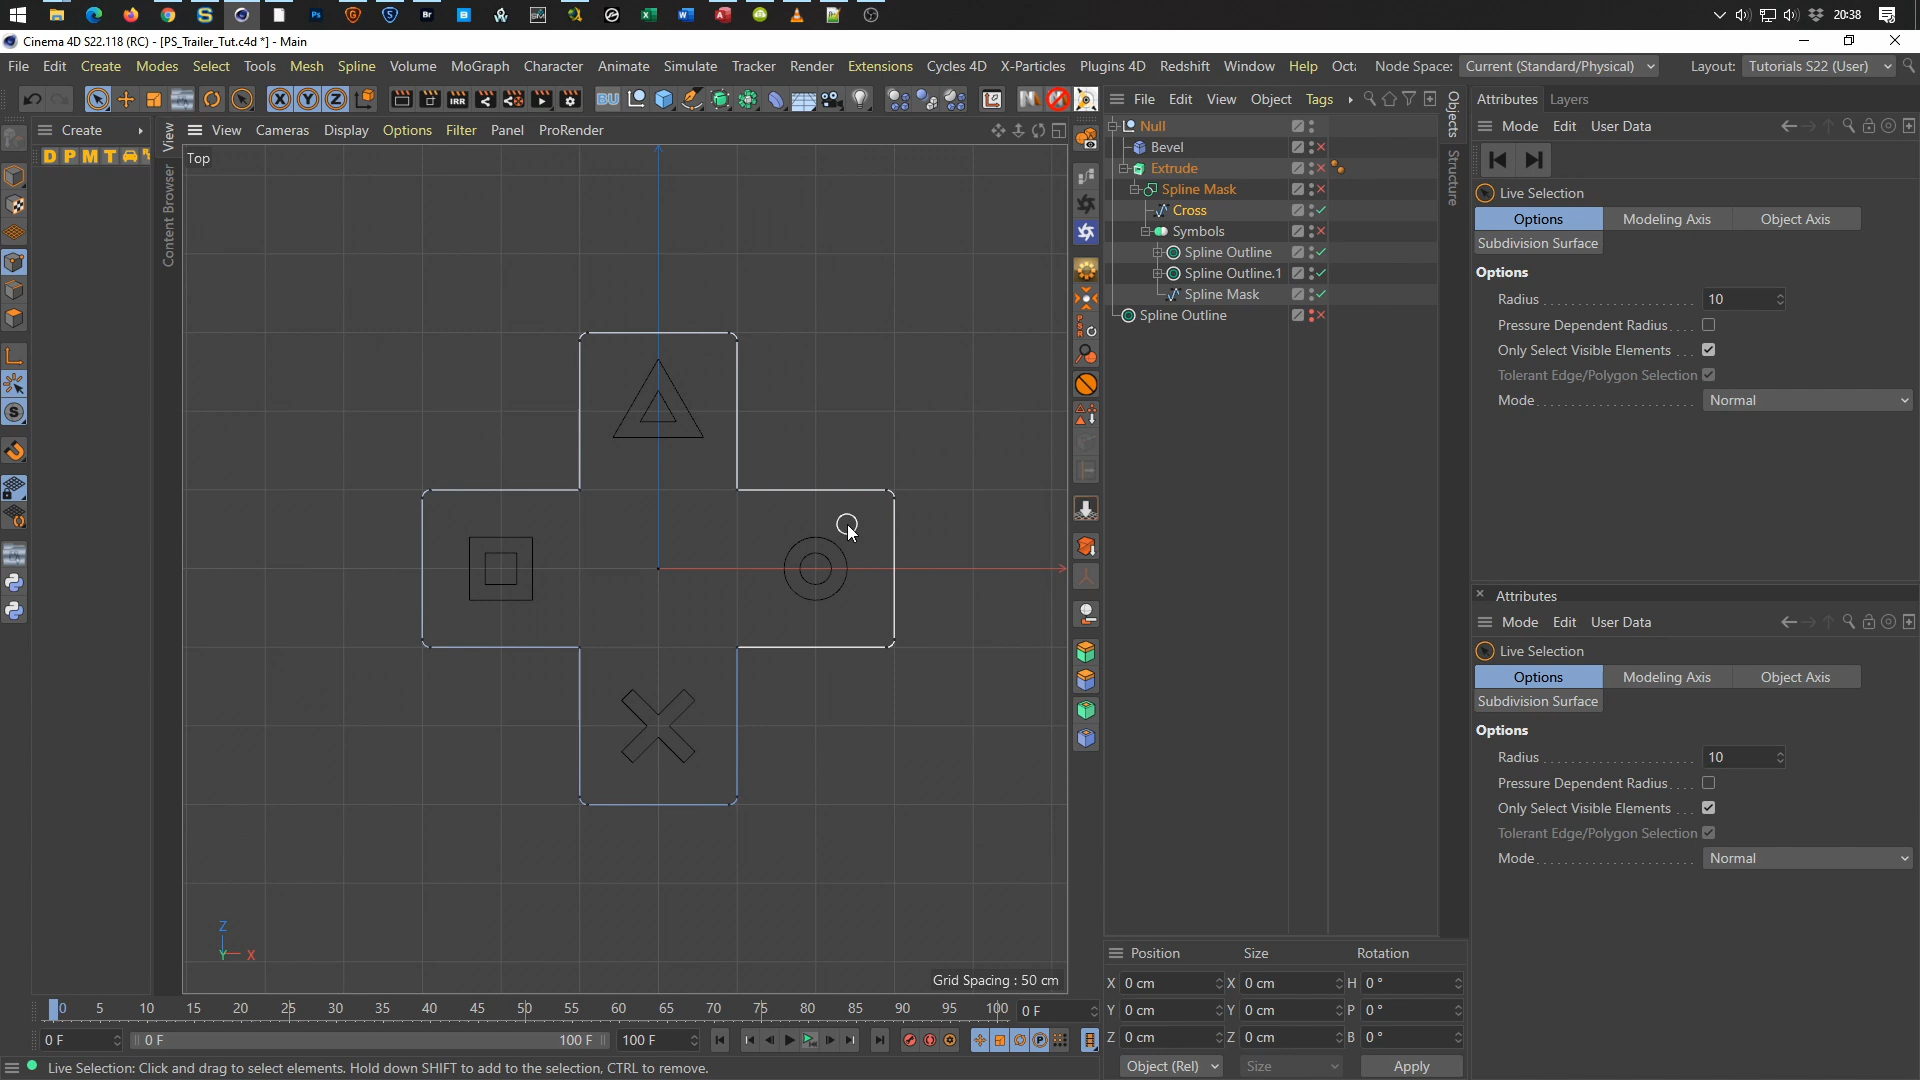 20:38
Cinema 4D S22.118 (RC) - [PS_Trailer_Tut.c4d *] - Main
File Edit Create Modes Select Tools Mesh Spline Volume MoGraph Character Animate Simulate Tracker Render Extensions Cycles 4D X-Particles Plugins 4D Redshift Window Help Octa Node Space: Current (Standard/Physical) Layout: Tutorials S22 (User)
File Edit View Object Tags
Attributes Layers
Create
View Cameras Display Options Filter Panel ProRender
Mode Edit User Data
D P M T
View
Content Browser
Objects
Structure
Top
Null
Bevel
Extrude
Spline Mask
Cross
Symbols
Spline Outline
Spline Outline.1
Spline Mask
Spline Outline
Live Selection
Options Modeling Axis Object Axis
Subdivision Surface
Options
Radius 10
Pressure Dependent Radius
Only Select Visible Elements
Tolerant Edge/Polygon Selection
Mode Normal
Attributes
Mode Edit User Data
Live Selection
Options Modeling Axis Object Axis
Subdivision Surface
Options
Radius 10
Pressure Dependent Radius
Only Select Visible Elements
Tolerant Edge/Polygon Selection
Mode Normal
Z
Y X
Grid Spacing : 50 cm
Position Size Rotation
X 0 cm X 0 cm H 0 °
Y 0 cm Y 0 cm P 0 °
Z 0 cm Z 0 cm B 0 °
Object (Rel) Size Apply
0 5 10 15 20 25 30 35 40 45 50 55 60 65 70 75 80 85 90 95 100 0 F
0 F 0 F 100 F 100 F
Live Selection: Click and drag to select elements. Hold down SHIFT to add to the selection, CTRL to remove.